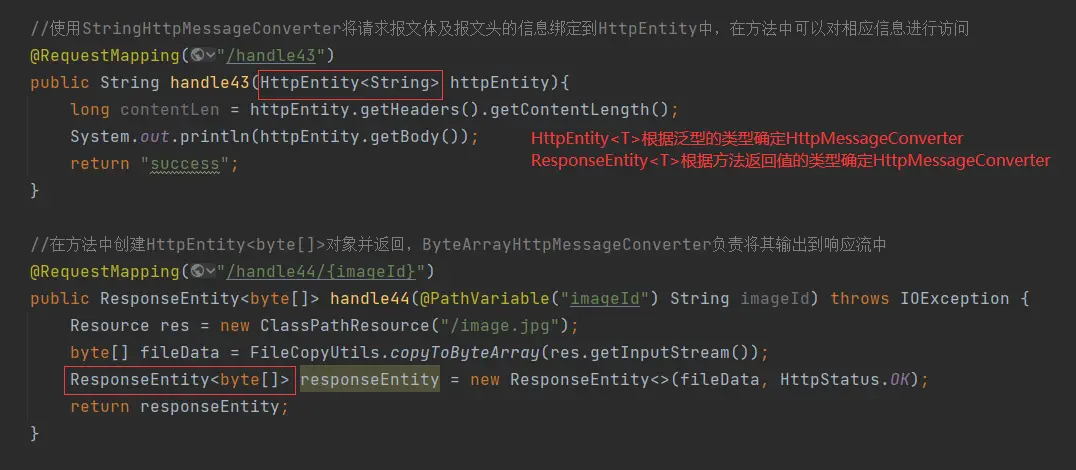 //使用StringHttpMessageConverter将请求报文体及报文头的信息绑定到HttpEntity中，在方法中可以对相应信息进行访问
@RequestMapping("/handle43")
public String handle43(HttpEntity<String> httpEntity){
long contentLen = httpEntity.getHeaders().getContentLength();
System.out.println(httpEntity.getBody());
HttpEntity<T>根据泛型的类型确定HttpMessageConverter
ResponseEntity<T>根据方法返回值的类型确定HttpMessageConverter
return "success";
}
//在方法中创建HttpEntity<byte[]>对象并返回，ByteArrayHttpMessageConverter负责将其输出到响应流中
@RequestMapping("/handle44/{imageId}")
public ResponseEntity<byte[]> handle44(@PathVariable("imageId") String imageId) throws IOException {
Resource res = new ClassPathResource("/image.jpg");
byte[] fileData = FileCopyUtils.copyToByteArray(res.getInputStream());
ResponseEntity<byte[]> responseEntity = new ResponseEntity<>(fileData, HttpStatus.OK);
return responseEntity;
}